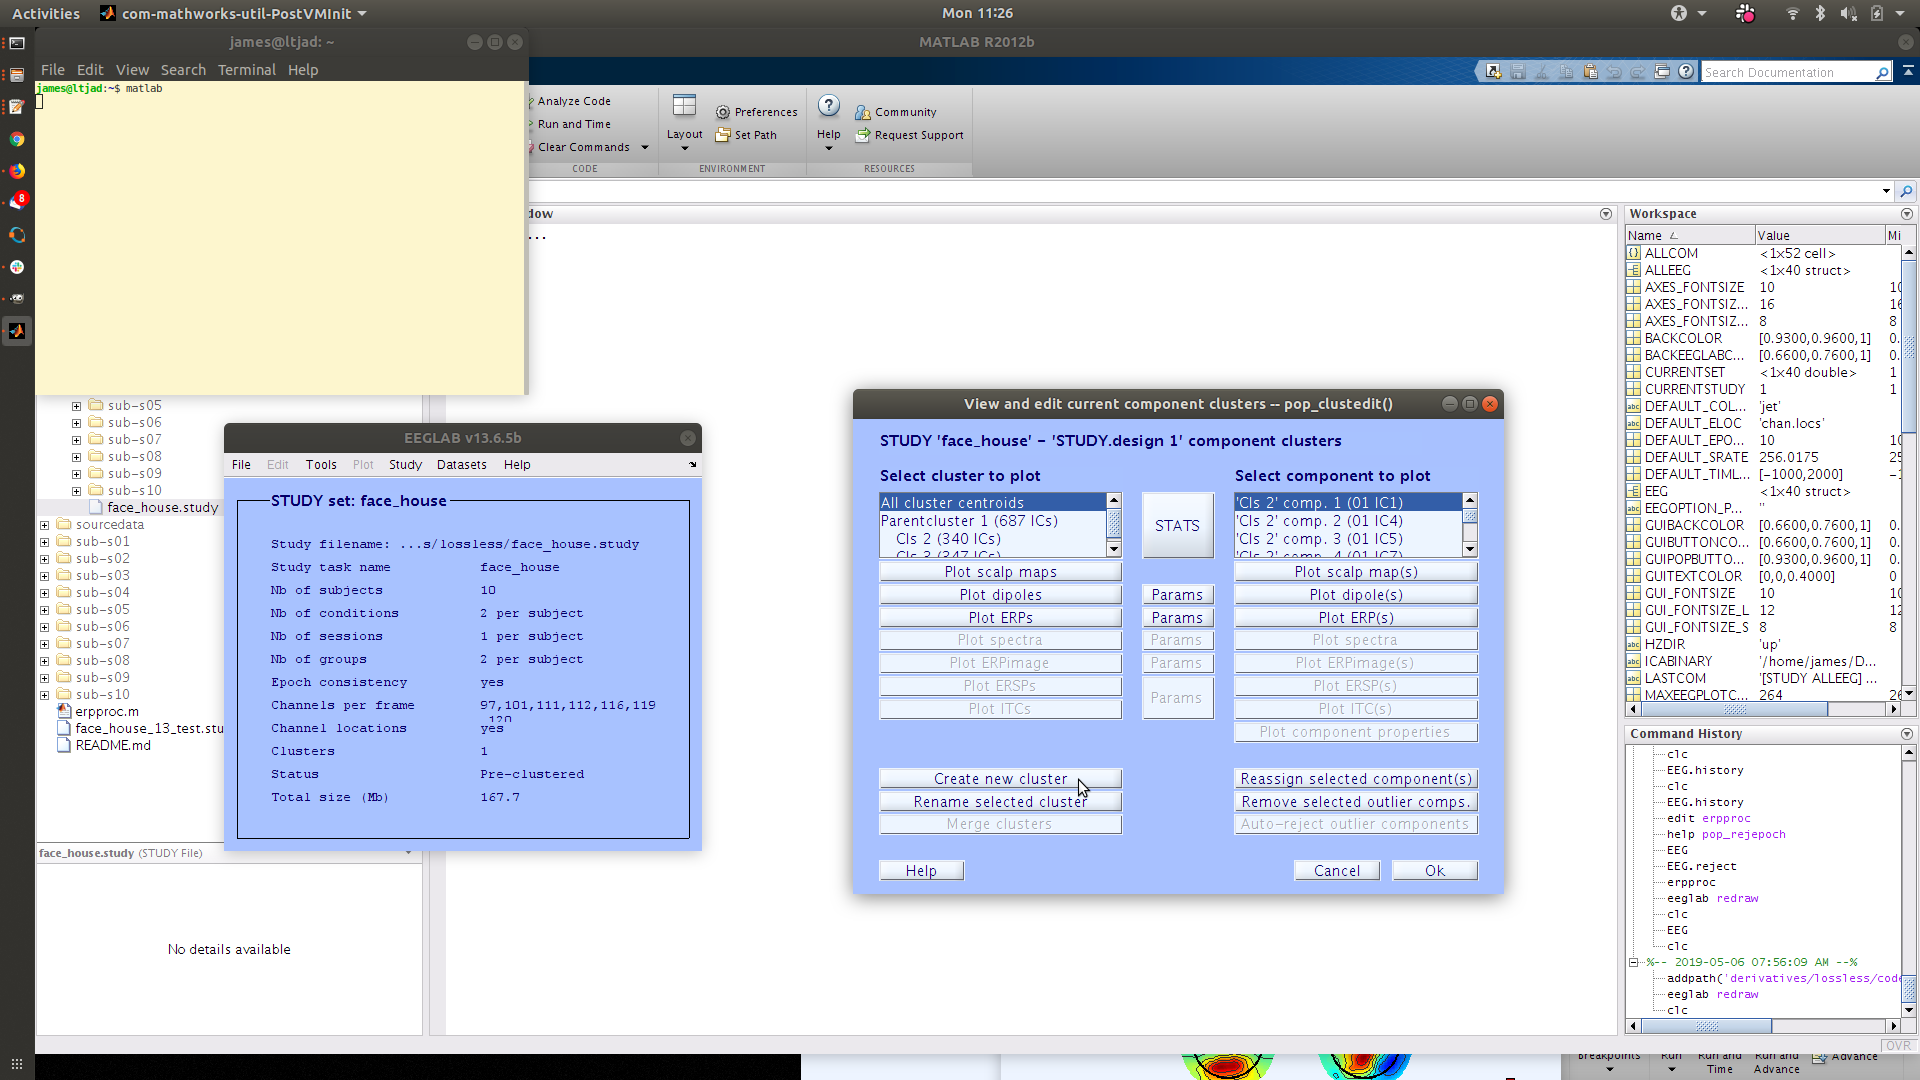 Activities com-mathworks-util-PostVMInit Mon 11:26
james@ltjad: ~
MATLAB R2012b
File Edit View Search Terminal Help
james@ltjad:~$ matlab
Search Documentation
Analyze Code
Run and Time
Clear Commands
CODE
Layout
Preferences
Set Path
ENVIRONMENT
Help
Community
Request Support
RESOURCES
8
dow
...
sub-s05
sub-s06
sub-s07
sub-s08
sub-s09
sub-s10
face_house.study
sourcedata
sub-s01
sub-s02
sub-s03
sub-s04
sub-s05
sub-s06
sub-s07
sub-s08
sub-s09
sub-s10
erpproc.m
face_house_13_test.stu
README.md
face_house.study (STUDY File)
No details available
EEGLAB v13.6.5b
File Edit Tools Plot Study Datasets Help
STUDY set: face_house
Study filename: ...s/lossless/face_house.study
Study task name face_house
Nb of subjects 10
Nb of conditions 2 per subject
Nb of sessions 1 per subject
Nb of groups 2 per subject
Epoch consistency yes
Channels per frame 97,101,111,112,116,119
120
Channel locations yes
Clusters 1
Status Pre-clustered
Total size (Mb) 167.7
View and edit current component clusters -- pop_clustedit()
STUDY 'face_house' - 'STUDY.design 1' component clusters
Select cluster to plot
Select component to plot
All cluster centroids
Parentcluster 1 (687 ICs)
Cls 2 (340 ICs)
Cls 3 (347 ICs)
STATS
'Cls 2' comp. 1 (01 IC1)
'Cls 2' comp. 2 (01 IC4)
'Cls 2' comp. 3 (01 IC5)
'Cls 2' comp. 4 (01 IC7)
Plot scalp maps Plot scalp map(s)
Plot dipoles Params Plot dipole(s)
Plot ERPs Params Plot ERP(s)
Plot spectra Params Plot spectra
Plot ERPimage Params Plot ERPimage(s)
Plot ERSPs Params Plot ERSP(s)
Plot ITCs Plot ITC(s)
Plot component properties
Create new cluster Reassign selected component(s)
Rename selected cluster Remove selected outlier comps.
Merge clusters Auto-reject outlier components
Help Cancel Ok
Workspace
Name Value Mi
ALLCOM <1x52 cell>
ALLEEG <1x40 struct>
AXES_FONTSIZE 10 10
AXES_FONTSIZ... 16 16
AXES_FONTSIZ... 8 8
BACKCOLOR [0.9300,0.9600,1] 0.
BACKEEGLABC... [0.6600,0.7600,1] 0.
CURRENTSET <1x40 double> 1
CURRENTSTUDY 1 1
DEFAULT_COL... 'jet'
DEFAULT_ELOC 'chan.locs'
DEFAULT_EPO... 10 10
DEFAULT_SRATE 256.0175 25
DEFAULT_TIML... [-1000,2000] -1
EEG <1x40 struct>
EEGOPTION_P... ''
GUIBACKCOLOR [0.6600,0.7600,1] 0.
GUIBUTTONCO... [0.6600,0.7600,1] 0.
GUIPOPBUTTO... [0.9300,0.9600,1] 0.
GUITEXTCOLOR [0,0,0.4000] 0
GUI_FONTSIZE 10 10
GUI_FONTSIZE_L 12 12
GUI_FONTSIZE_S 8 8
HZDIR 'up'
ICABINARY '/home/james/D...
LASTCOM '[STUDY ALLEEG] ...
MAXEEGPLOTC... 264 26
Command History
clc
EEG.history
clc
EEG.history
edit erpproc
help pop_rejepoch
EEG
EEG.reject
erpproc
eeglab redraw
clc
EEG
clc
%-- 2019-05-06 07:56:09 AM --%
addpath('derivatives/lossless/code
eeglab redraw
clc
OVR
Breakpoints Run Run and Time Run and Advance Advance